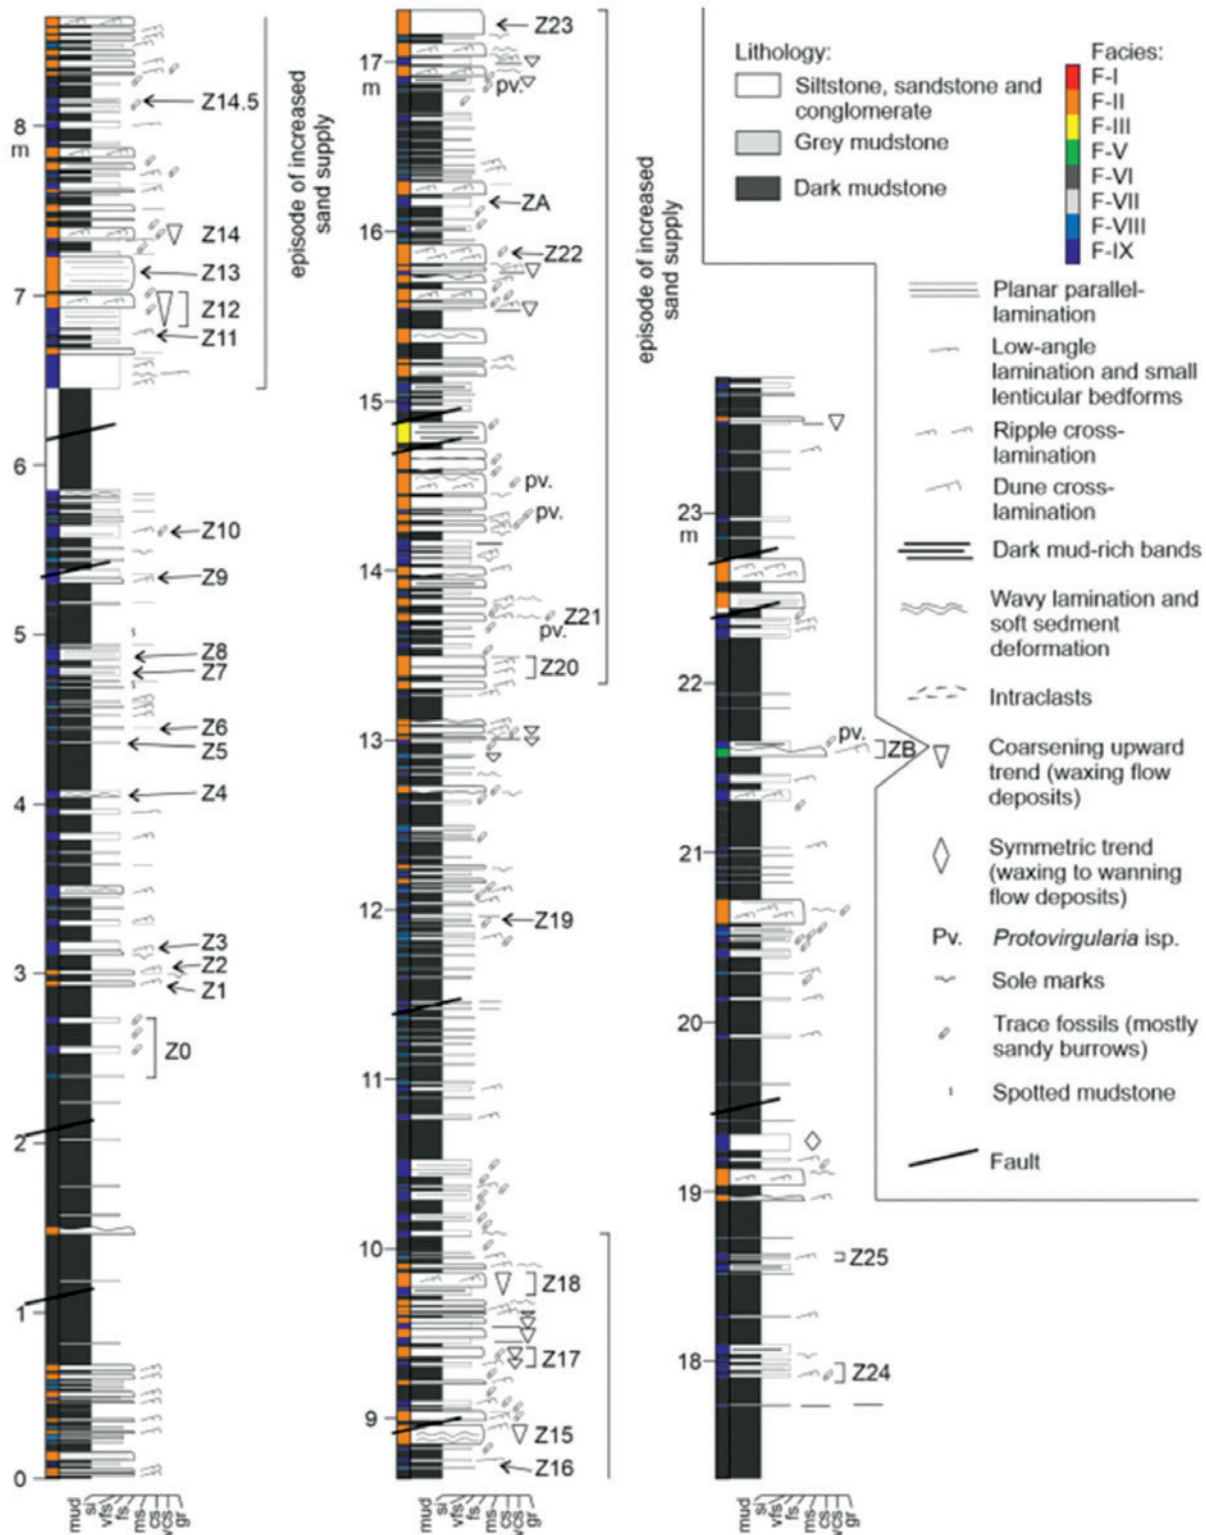 8
m
7
6
5
4
3
2
1
0
Z14.5
Z14
Z13
Z12
Z11
Z10
Z9
Z8
Z7
Z6
Z5
Z4
Z3
Z2
Z1
Z0
episode of increased
sand supply
mud
si
vfs
fs
ms
cs
vcs
gr
17
m
16
15
14
13
12
11
10
9
Z23
pv.
ZA
Z22
pv.
pv.
Z21
pv.
Z20
Z19
Z18
Z17
Z15
Z16
episode of increased
sand supply
mud
si
vfs
fs
ms
cs
vcs
gr
23
m
22
21
20
19
18
pv.
ZB
Z25
Z24
mud
si
vfs
fs
ms
cs
vcs
gr
Lithology:
Siltstone, sandstone and
conglomerate
Grey mudstone
Dark mudstone
Facies:
F-I
F-II
F-III
F-V
F-VI
F-VII
F-VIII
F-IX
Planar parallel-
lamination
Low-angle
lamination and small
lenticular bedforms
Ripple cross-
lamination
Dune cross-
lamination
Dark mud-rich bands
Wavy lamination and
soft sediment
deformation
Intraclasts
Coarsening upward
trend (waxing flow
deposits)
Symmetric trend
(waxing to wanning
flow deposits)
Pv. Protovirgularia isp.
Sole marks
Trace fossils (mostly
sandy burrows)
Spotted mudstone
Fault